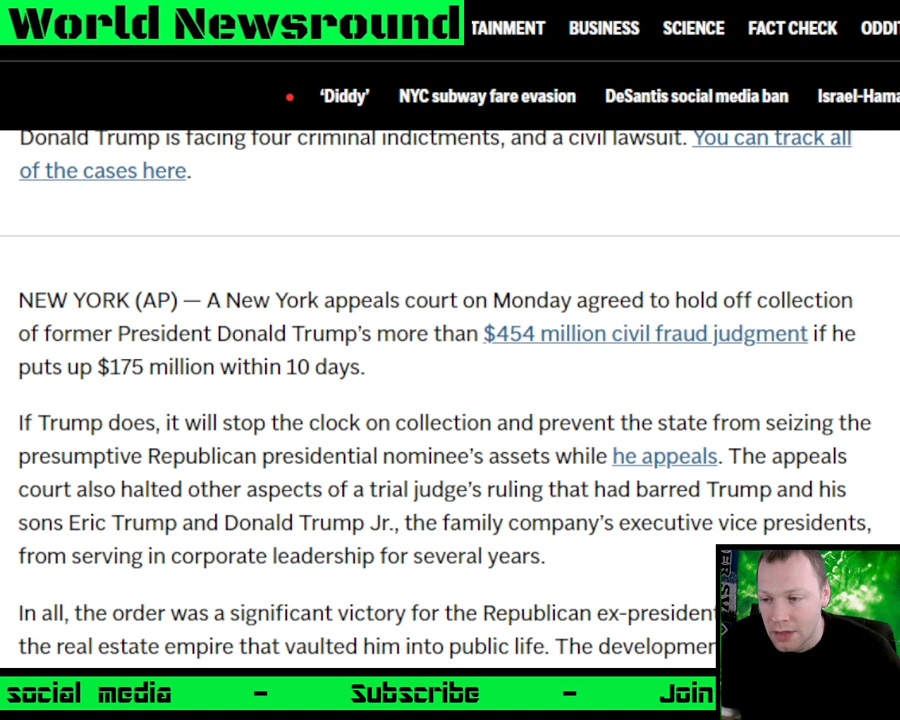 World Newsround
TAINMENT BUSINESS SCIENCE FACT CHECK ODDI
'Diddy' NYC subway fare evasion DeSantis social media ban Israel-Hama
Donald Trump is facing four criminal indictments, and a civil lawsuit. You can track all
of the cases here.
NEW YORK (AP) — A New York appeals court on Monday agreed to hold off collection
of former President Donald Trump's more than $454 million civil fraud judgment if he
puts up $175 million within 10 days.
If Trump does, it will stop the clock on collection and prevent the state from seizing the
presumptive Republican presidential nominee's assets while he appeals. The appeals
court also halted other aspects of a trial judge's ruling that had barred Trump and his
sons Eric Trump and Donald Trump Jr., the family company's executive vice presidents,
from serving in corporate leadership for several years.
In all, the order was a significant victory for the Republican ex-president
the real estate empire that vaulted him into public life. The developmen
social media - Subscribe - Join